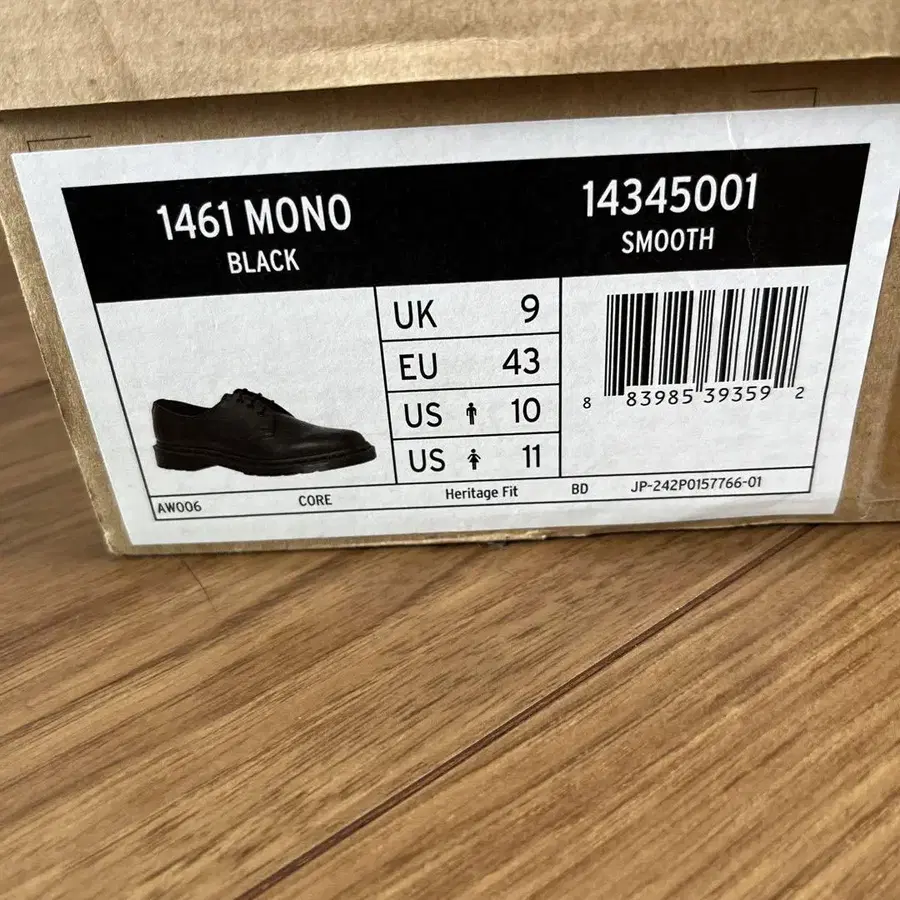 1461 MONO
BLACK
14345001
SMOOTH
UK 9
EU 43
US 10
US 11
8 83985 39359 2
AW006 CORE Heritage Fit BD JP-242P0157766-01